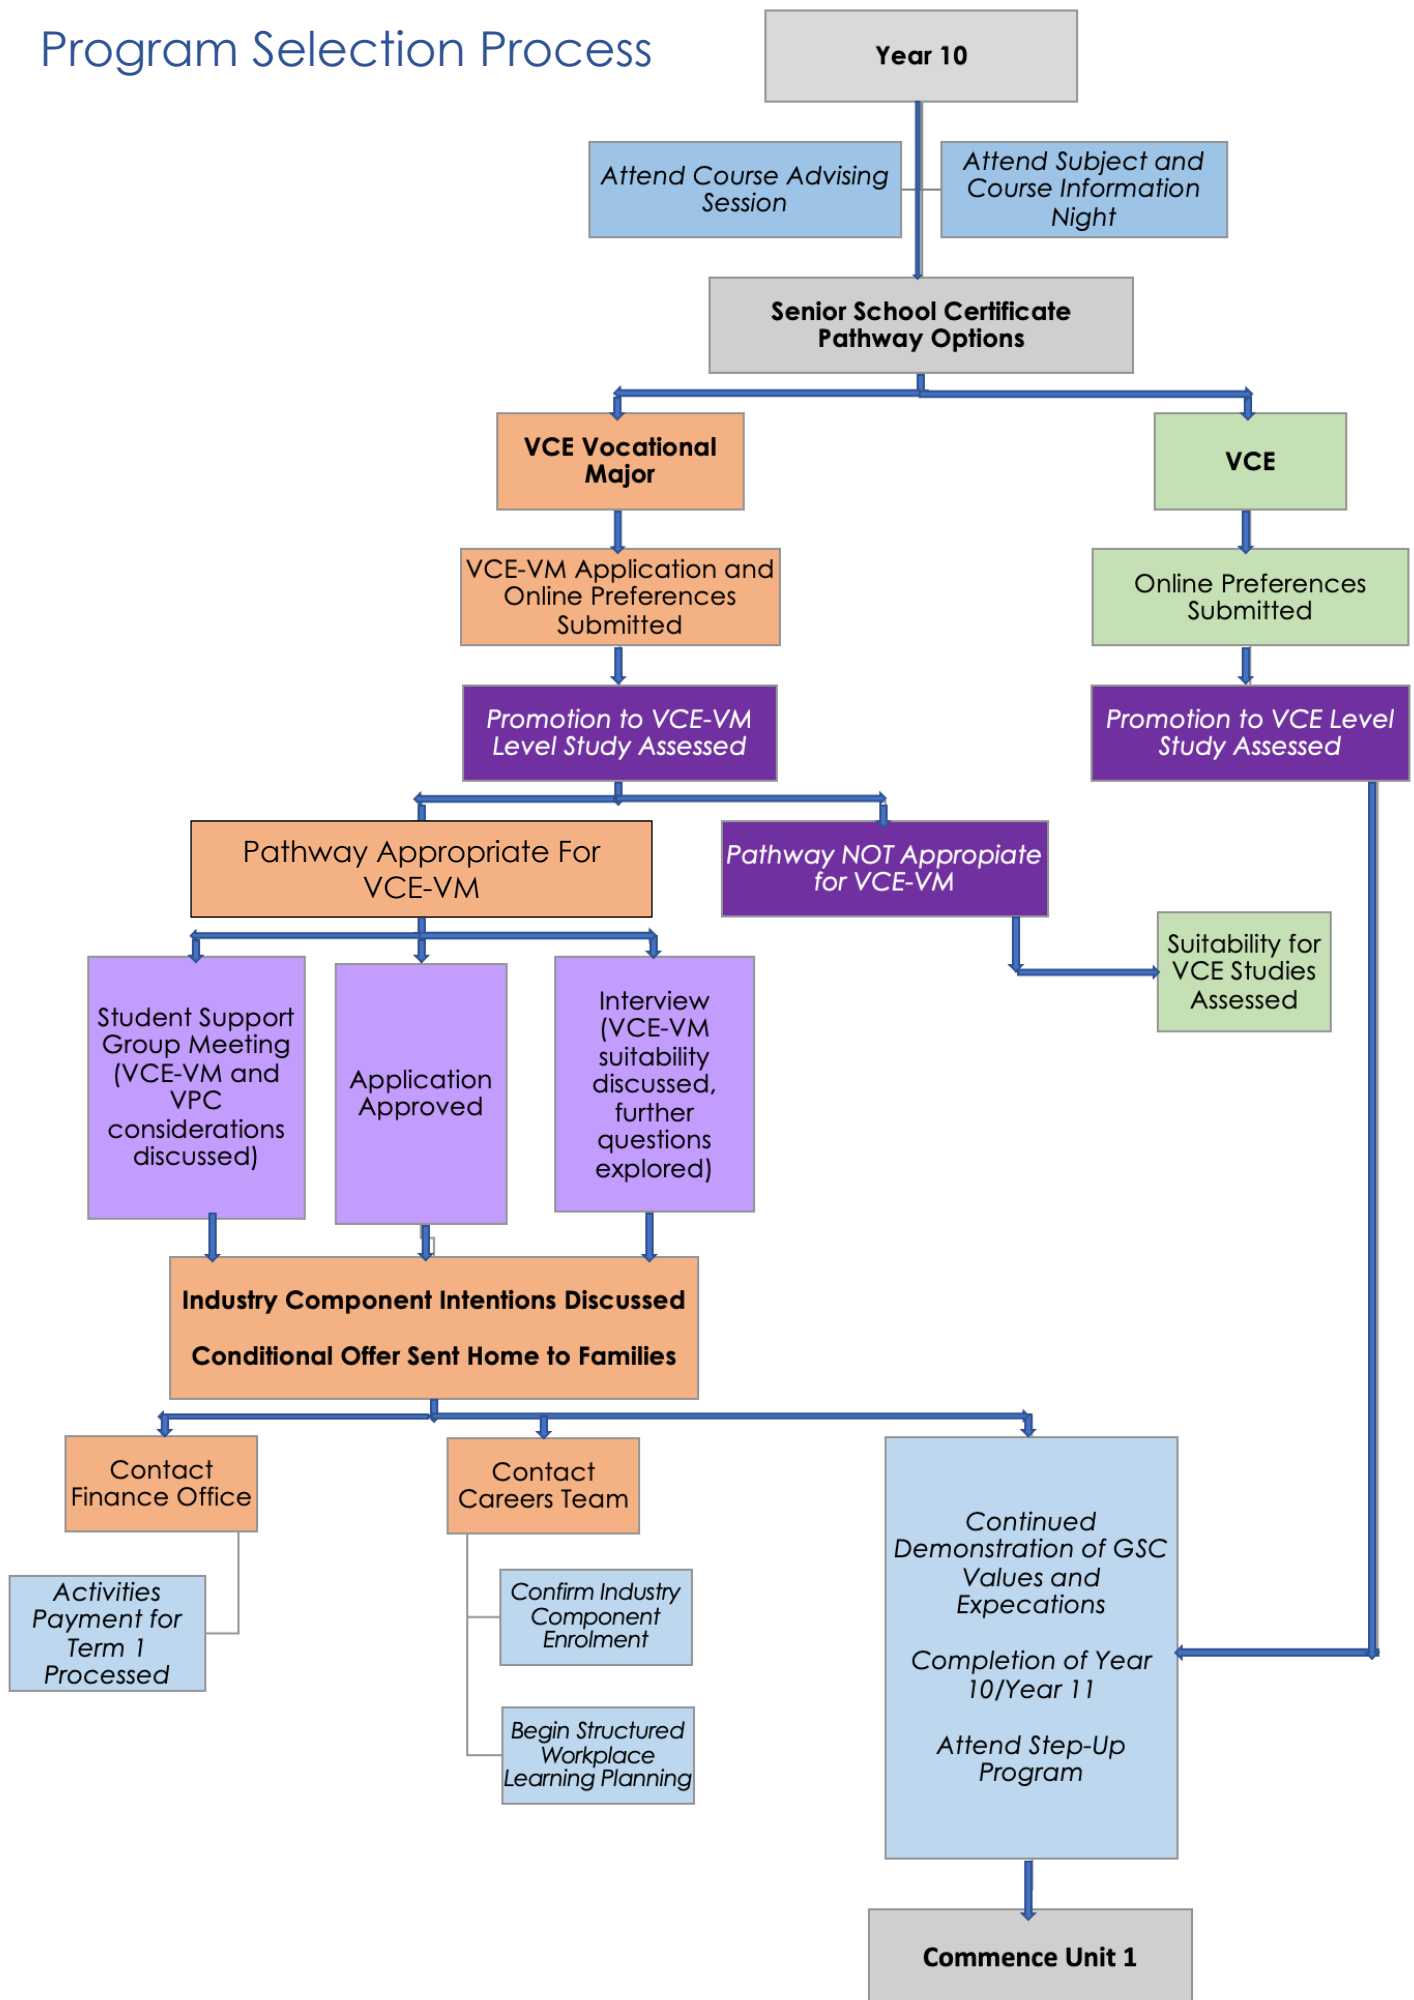 Program Selection Process
Year 10
Attend Course Advising
Session
Attend Subject and
Course Information
Night
Senior School Certificate
Pathway Options
VCE Vocational
Major
VCE
VCE-VM Application and
Online Preferences
Submitted
Online Preferences
Submitted
Promotion to VCE-VM
Level Study Assessed
Promotion to VCE Level
Study Assessed
Pathway Appropriate For
VCE-VM
Pathway NOT Appropiate
for VCE-VM
Suitability for
VCE Studies
Assessed
Student Support
Group Meeting
(VCE-VM and
VPC
considerations
discussed)
Application
Approved
Interview
(VCE-VM
suitability
discussed,
further
questions
explored)
Industry Component Intentions Discussed
Conditional Offer Sent Home to Families
Contact
Finance Office
Contact
Careers Team
Activities
Payment for
Term 1
Processed
Confirm Industry
Component
Enrolment
Begin Structured
Workplace
Learning Planning
Continued
Demonstration of GSC
Values and
Expecations
Completion of Year
10/Year 11
Attend Step-Up
Program
Commence Unit 1